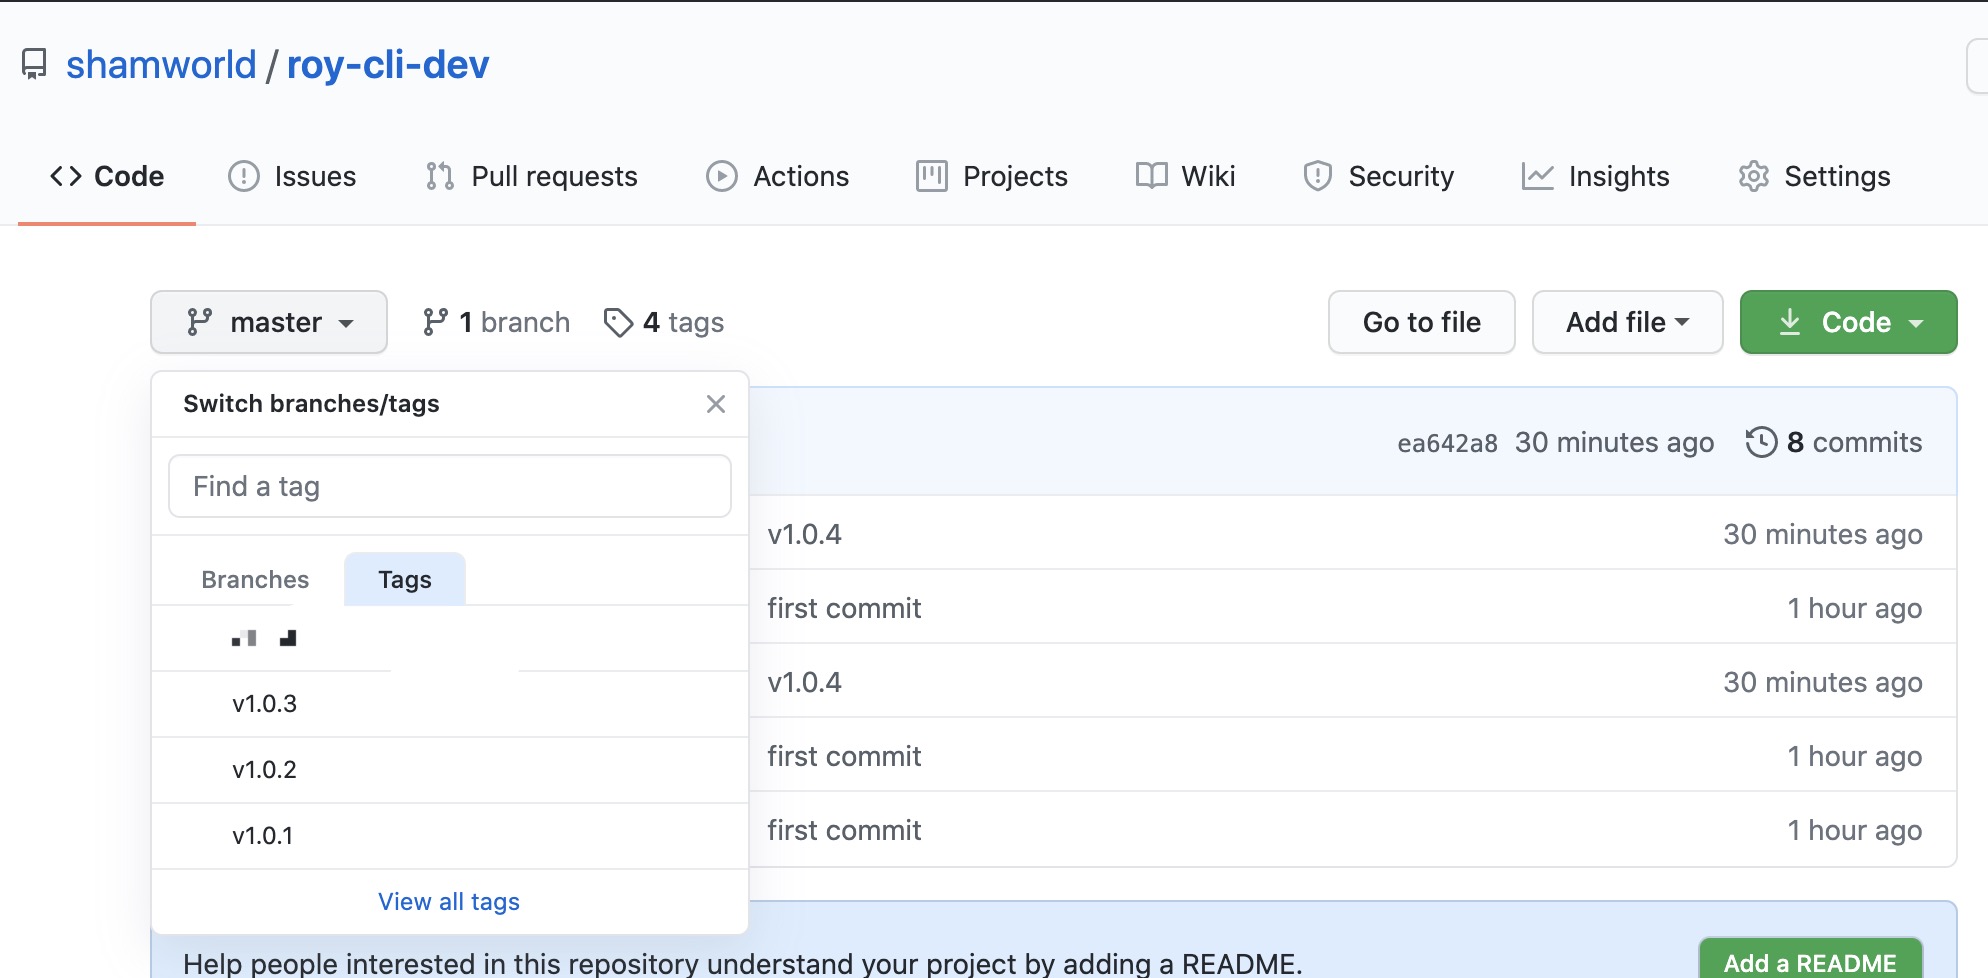 shamworld / roy-cli-dev
Code Issues Pull requests Actions Projects Wiki Security Insights Settings
master 1 branch 4 tags Go to file Add file Code
Switch branches/tags
ea642a8 30 minutes ago 8 commits
Find a tag
v1.0.4 30 minutes ago
Branches Tags
first commit 1 hour ago
v1.0.3
v1.0.4 30 minutes ago
v1.0.2
first commit 1 hour ago
v1.0.1
first commit 1 hour ago
View all tags
Help people interested in this repository understand your project by adding a README. Add a README